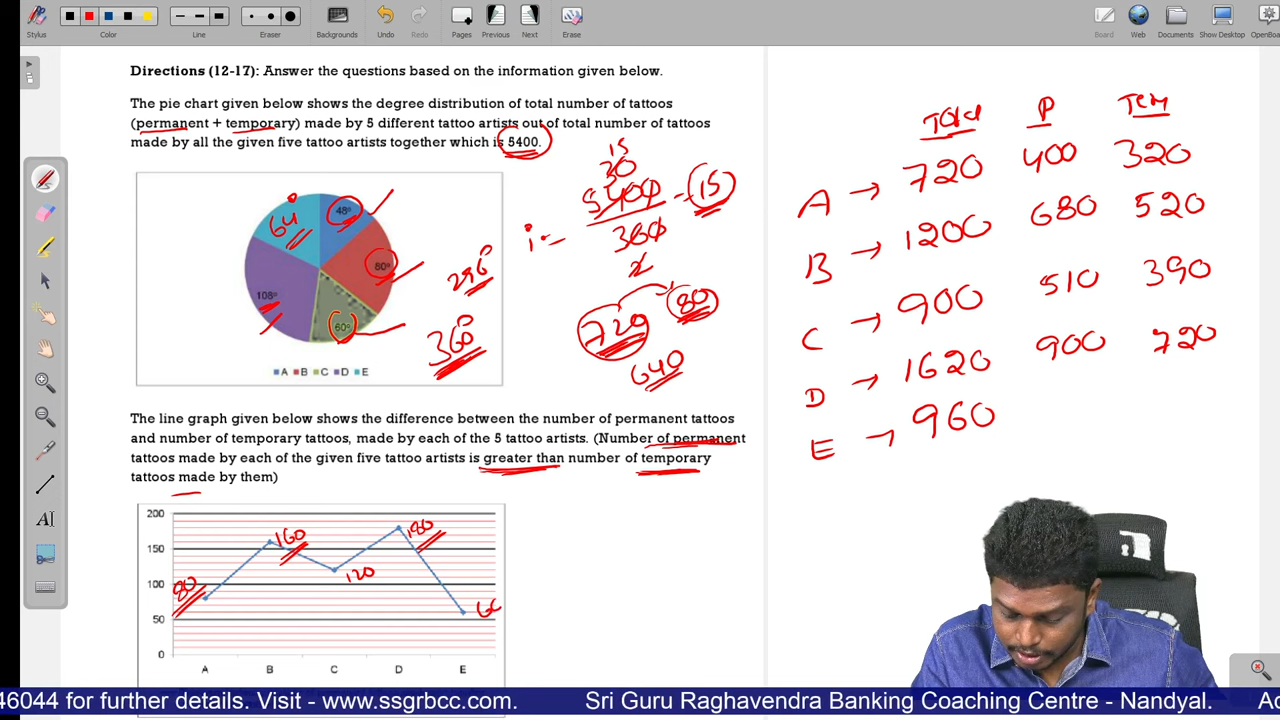 Stylus Color Line Eraser Backgrounds Undo Redo Pages Previous Next Erase Board Web Documents Show Desktop OpenBoa
Directions (12-17): Answer the questions based on the information given below.
The pie chart given below shows the degree distribution of total number of tattoos
(permanent + temporary) made by 5 different tattoo artists out of total number of tattoos
made by all the given five tattoo artists together which is 5400.
48°
80°
60°
108°
64°
296°
360°
A B C D E
15
30
5400
360
2
1° = 15
720 80
640
Total P Tem
A → 720 400 320
B → 1200 680 520
C → 900 510 390
D → 1620 900 720
E → 960
The line graph given below shows the difference between the number of permanent tattoos
and number of temporary tattoos, made by each of the 5 tattoo artists. (Number of permanent
tattoos made by each of the given five tattoo artists is greater than number of temporary
tattoos made by them)
200
150
100
50
0
80 160 120 180 60
A B C D E
46044 for further details. Visit - www.ssgrbcc.com. Sri Guru Raghavendra Banking Coaching Centre - Nandyal. Ad